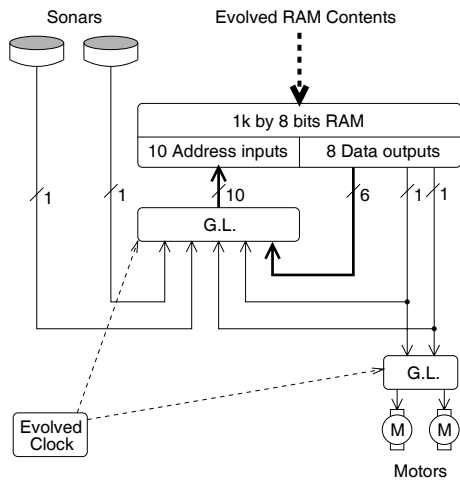 Sonars
Evolved RAM Contents
1k by 8 bits RAM
10 Address inputs
8 Data outputs
1
1
10
6
1
1
G.L.
G.L.
Evolved
Clock
M
M
Motors